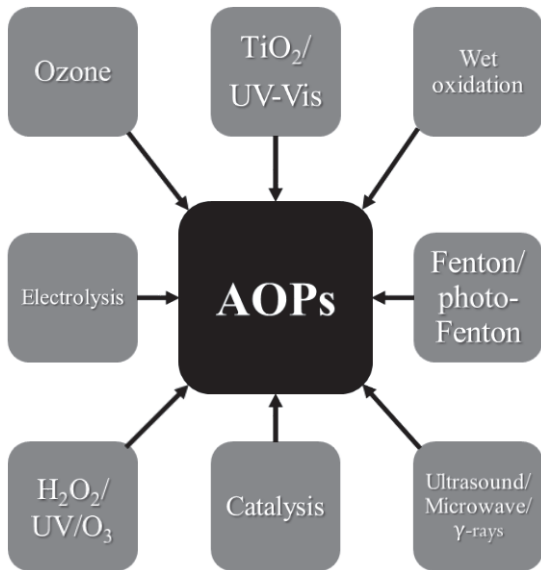 Ozone
TiO₂/
UV-Vis
Wet
oxidation
Electrolysis
AOPs
Fenton/
photo-
Fenton
H₂O₂/
UV/O₃
Catalysis
Ultrasound/
Microwave/
γ-rays